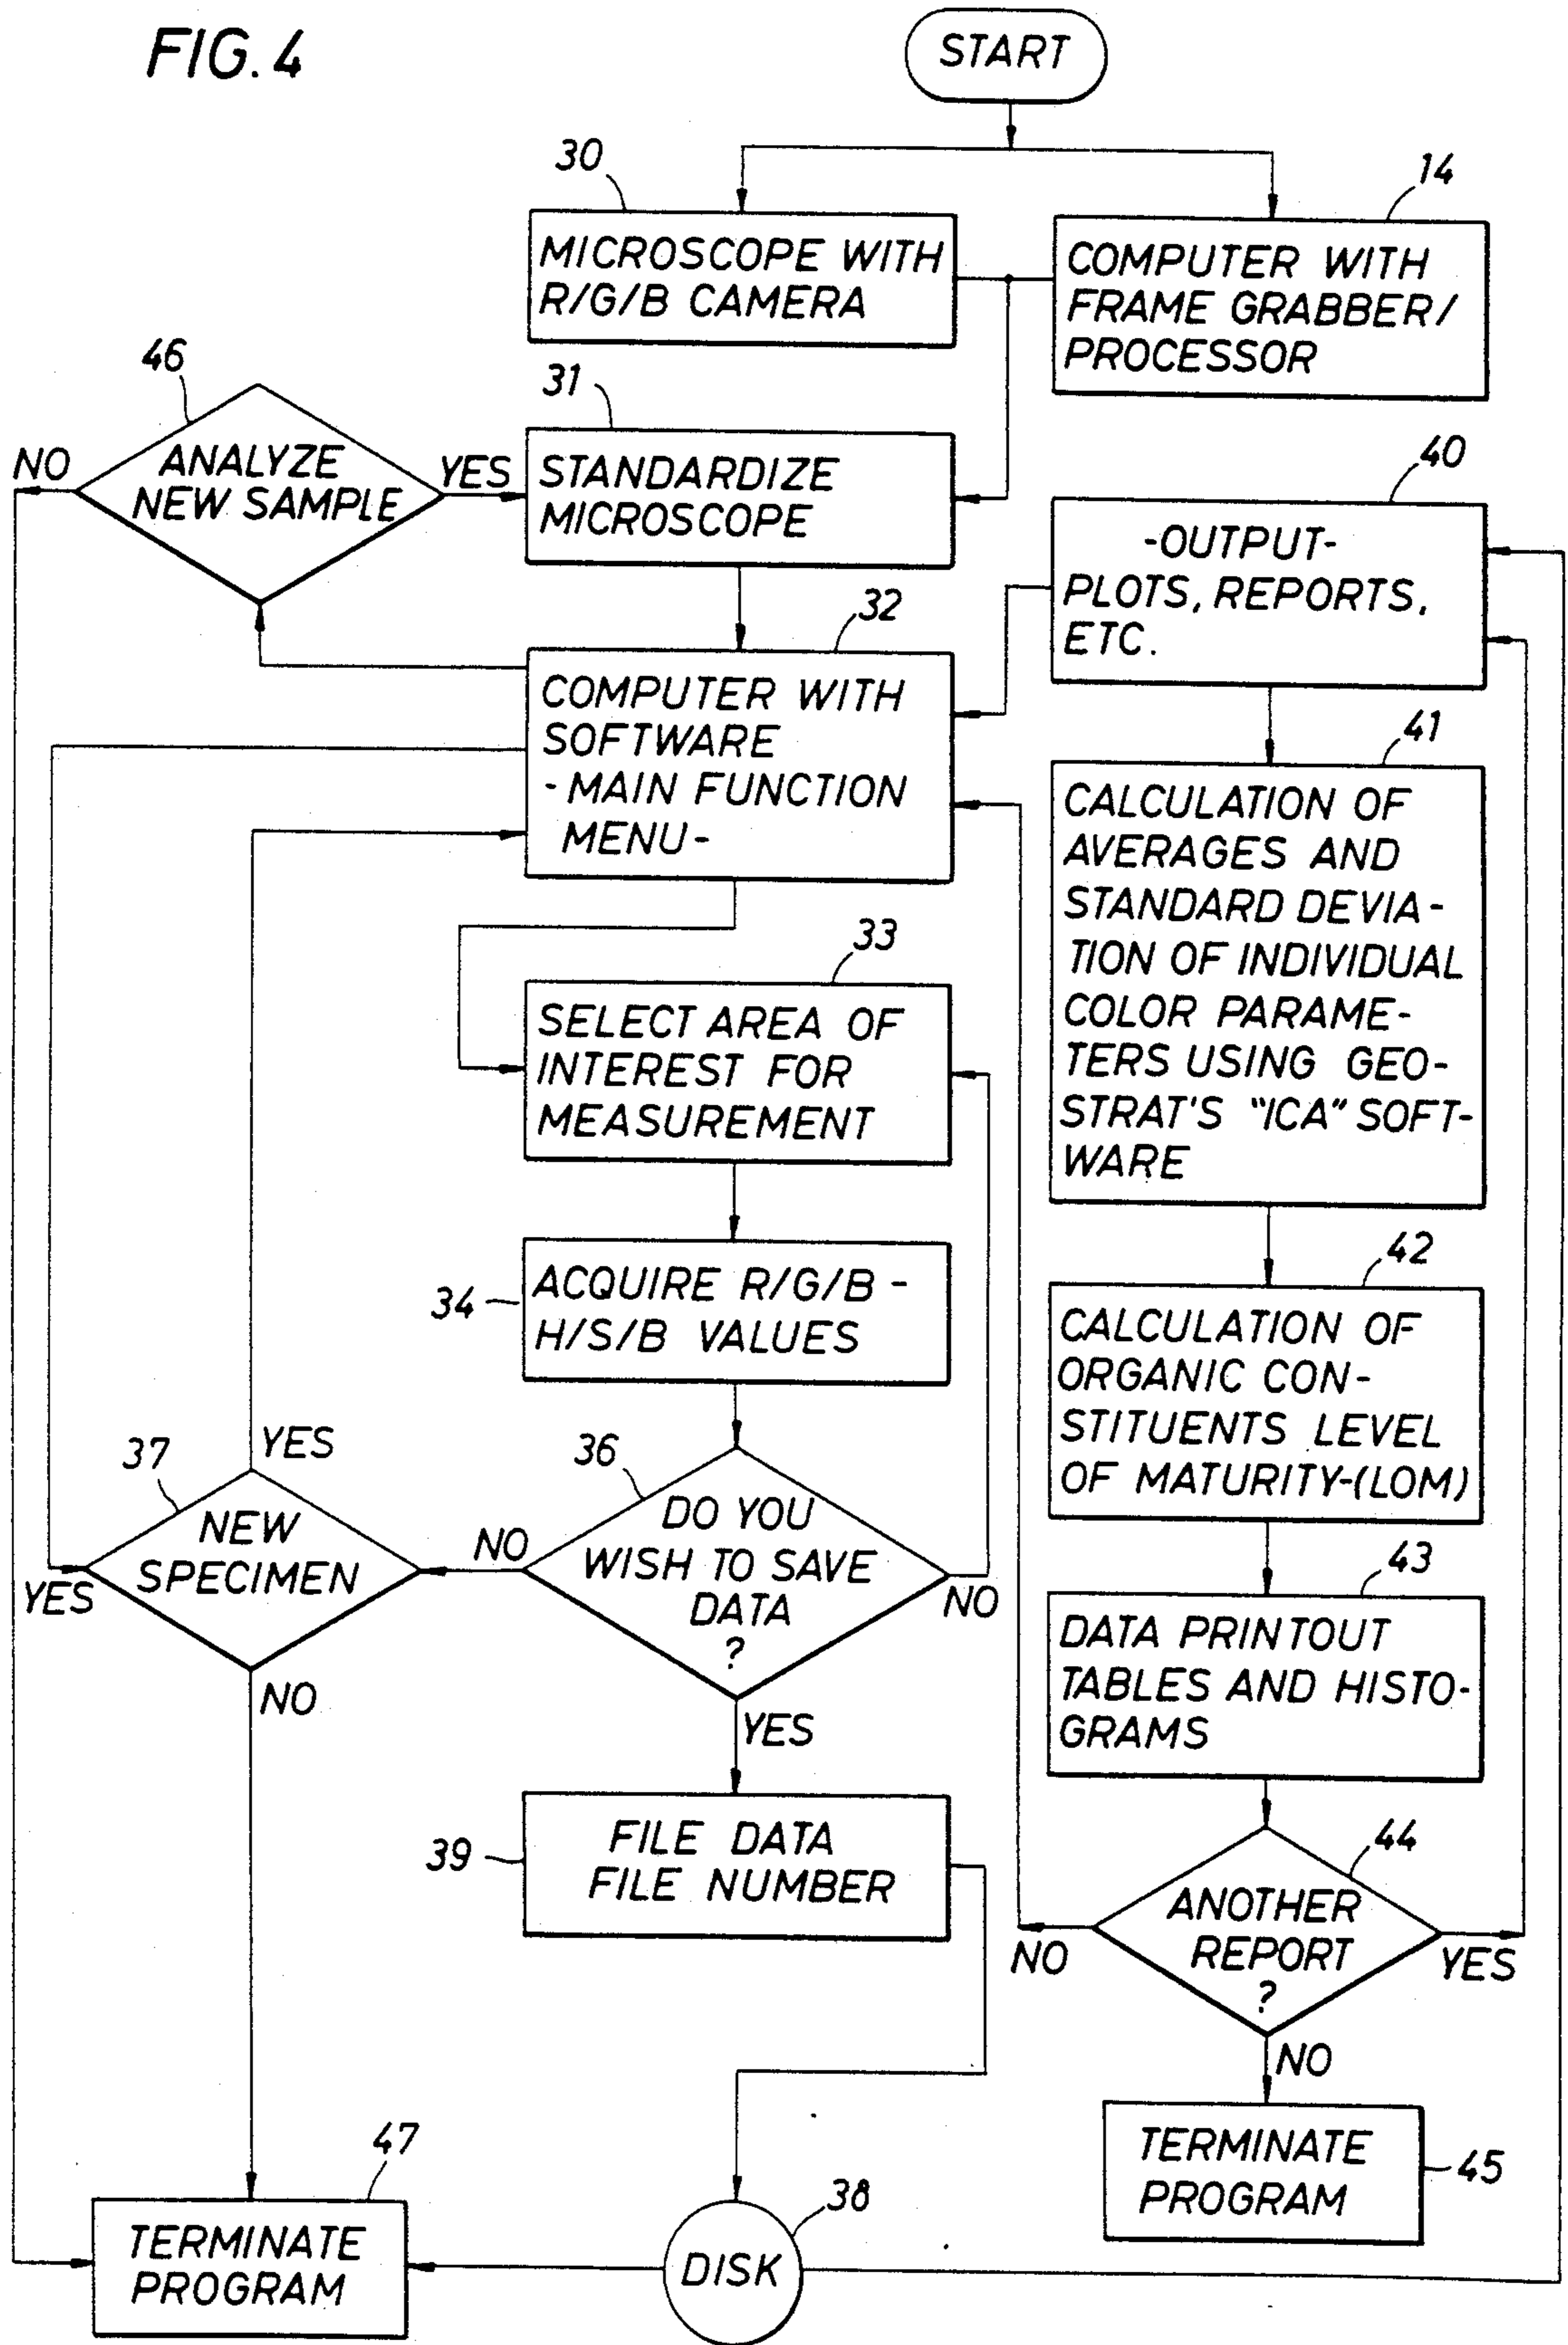 FIG. 4
START
30
14
MICROSCOPE WITH
R/G/B CAMERA
COMPUTER WITH
FRAME GRABBER/
PROCESSOR
46
ANALYZE
NEW SAMPLE
NO
YES
31
STANDARDIZE
MICROSCOPE
40
-OUTPUT-
PLOTS, REPORTS,
ETC.
32
COMPUTER WITH
SOFTWARE
-MAIN FUNCTION
MENU-
41
CALCULATION OF
AVERAGES AND
STANDARD DEVIA-
TION OF INDIVIDUAL
COLOR PARAME-
TERS USING GEO-
STRAT'S "ICA" SOFT-
WARE
33
SELECT AREA OF
INTEREST FOR
MEASUREMENT
34
ACQUIRE R/G/B -
H/S/B VALUES
42
CALCULATION OF
ORGANIC CON-
STITUENTS LEVEL
OF MATURITY-(LOM)
37
YES
NEW
SPECIMEN
YES
NO
36
DO YOU
WISH TO SAVE
DATA
?
NO
NO
YES
43
DATA PRINTOUT
TABLES AND HISTO-
GRAMS
39
FILE DATA
FILE NUMBER
44
ANOTHER
REPORT
?
NO
YES
NO
TERMINATE
PROGRAM
45
47
TERMINATE
PROGRAM
38
DISK